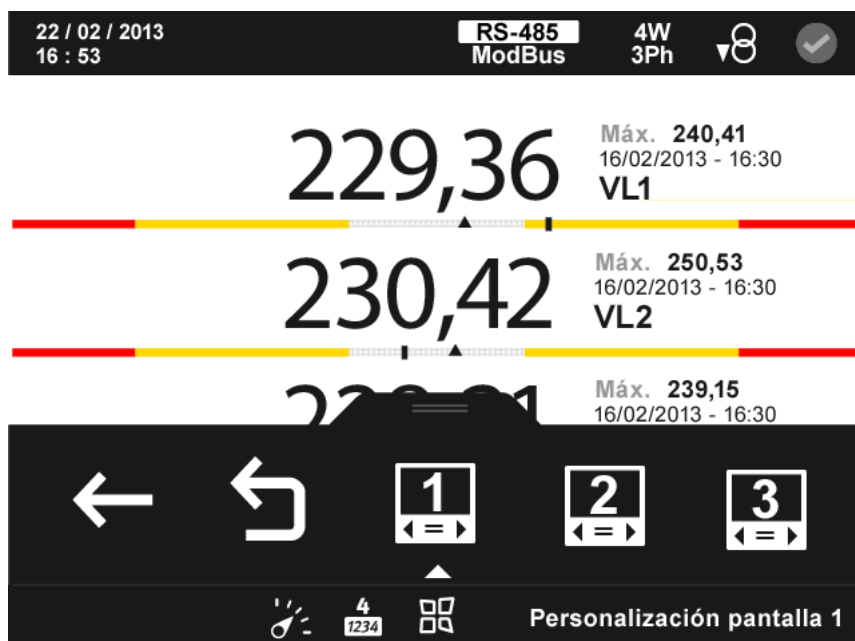 22 / 02 / 2013
16 : 53
RS-485
ModBus
4W
3Ph
229,36
Máx. 240,41
16/02/2013 - 16:30
VL1
230,42
Máx. 250,53
16/02/2013 - 16:30
VL2
Máx. 239,15
16/02/2013 - 16:30
1
=
2
=
3
=
4
1234
Personalización pantalla 1